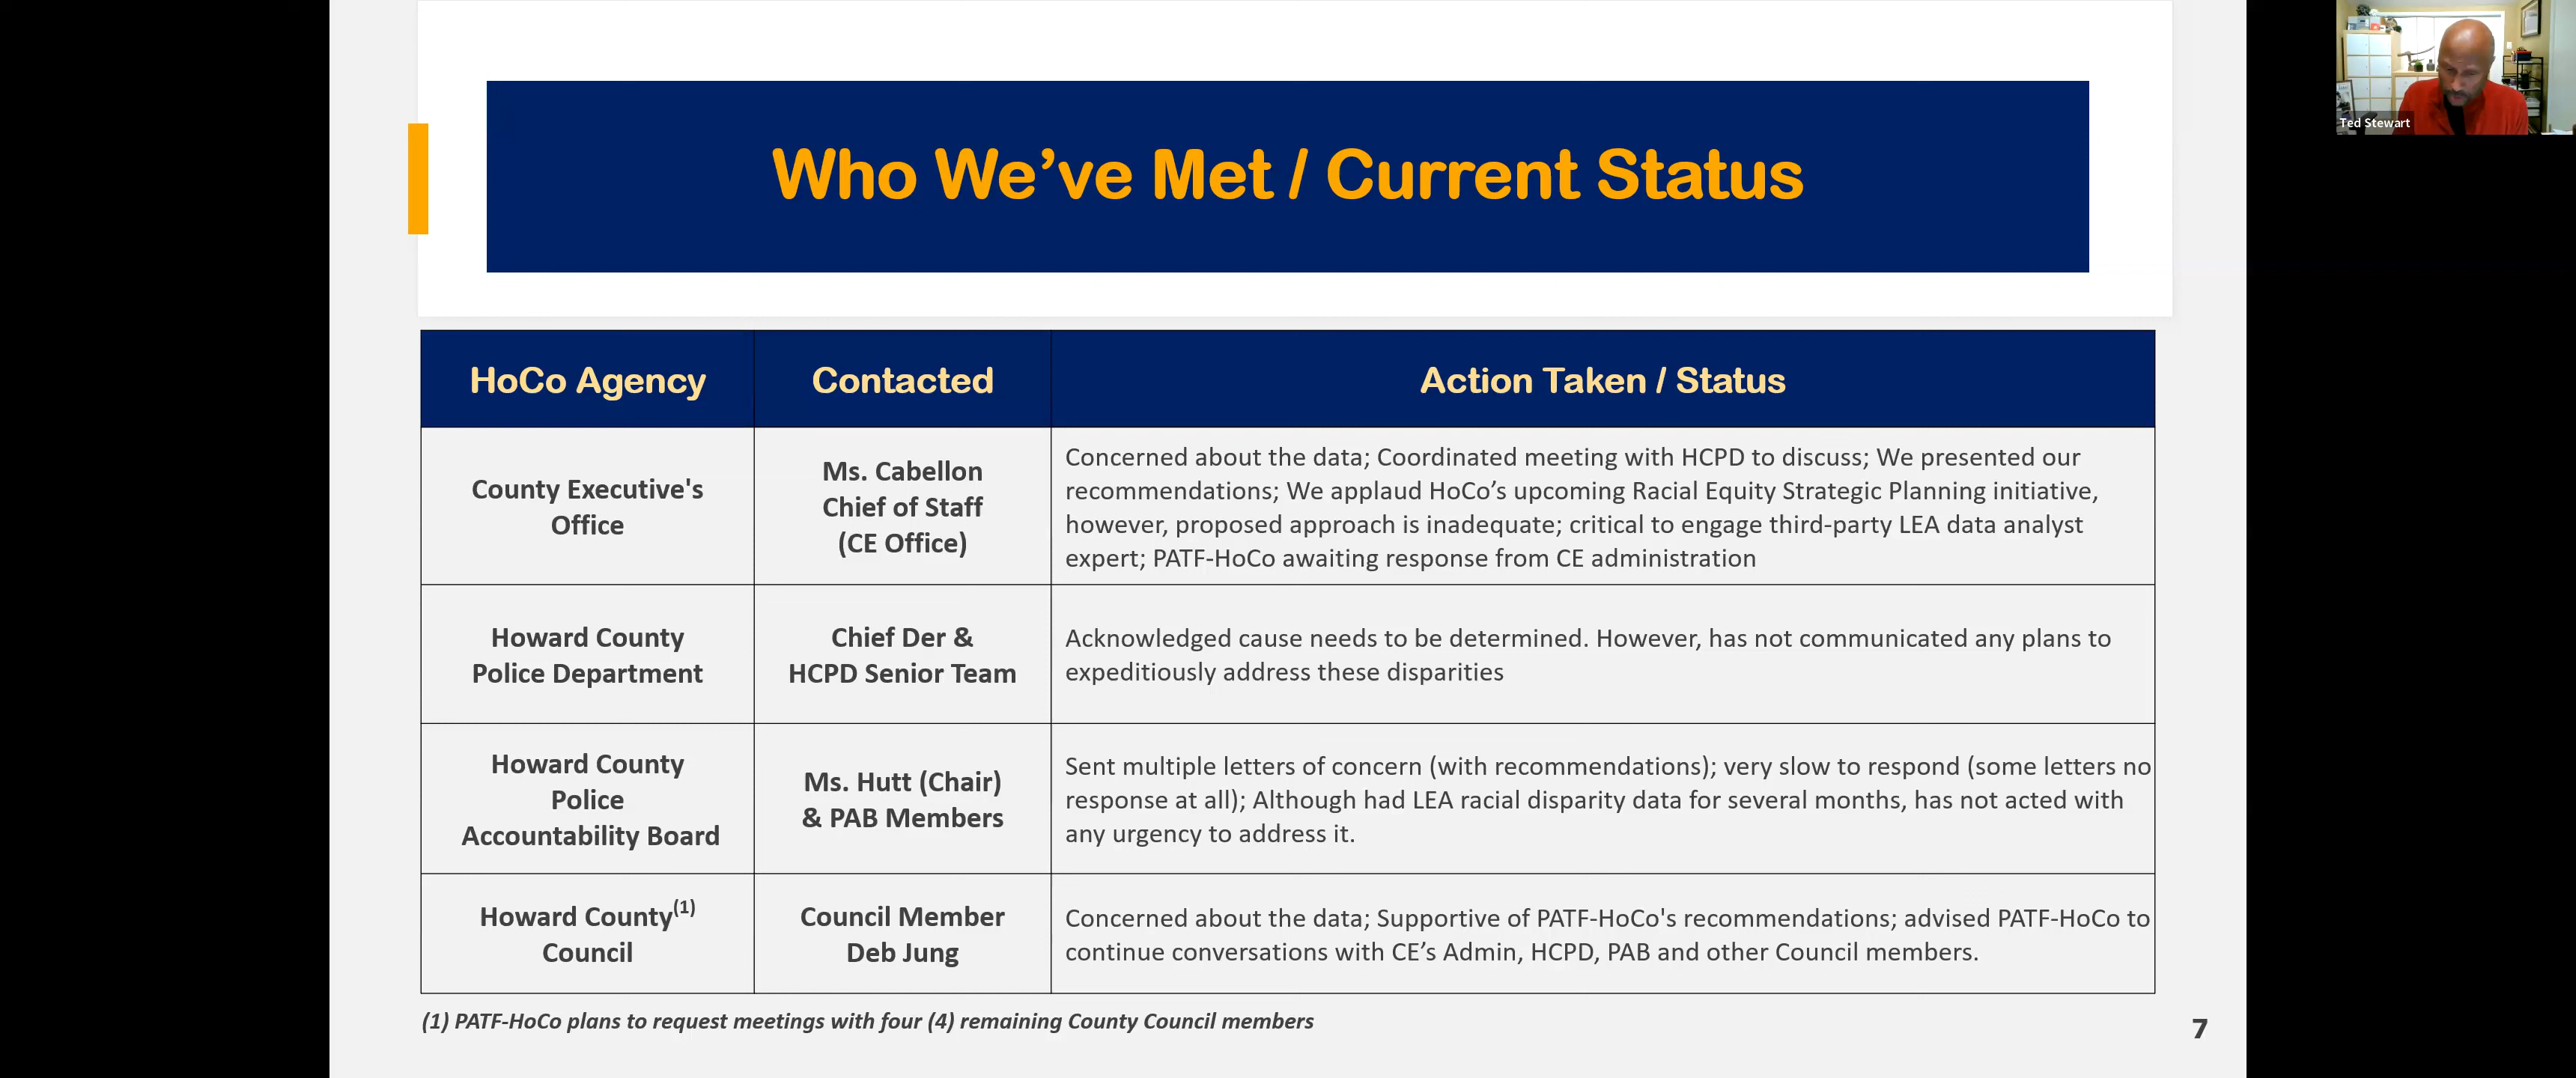 Who We’ve Met / Current Status
Ted Stewart
HoCo Agency
Contacted
Action Taken / Status
County Executive's
Office
Ms. Cabellon
Chief of Staff
(CE Office)
Concerned about the data; Coordinated meeting with HCPD to discuss; We presented our
recommendations; We applaud HoCo’s upcoming Racial Equity Strategic Planning initiative,
however, proposed approach is inadequate; critical to engage third-party LEA data analyst
expert; PATF-HoCo awaiting response from CE administration
Howard County
Police Department
Chief Der &
HCPD Senior Team
Acknowledged cause needs to be determined. However, has not communicated any plans to
expeditiously address these disparities
Howard County
Police
Accountability Board
Ms. Hutt (Chair)
& PAB Members
Sent multiple letters of concern (with recommendations); very slow to respond (some letters no
response at all); Although had LEA racial disparity data for several months, has not acted with
any urgency to address it.
Howard County(1)
Council
Council Member
Deb Jung
Concerned about the data; Supportive of PATF-HoCo's recommendations; advised PATF-HoCo to
continue conversations with CE’s Admin, HCPD, PAB and other Council members.
(1) PATF-HoCo plans to request meetings with four (4) remaining County Council members
7